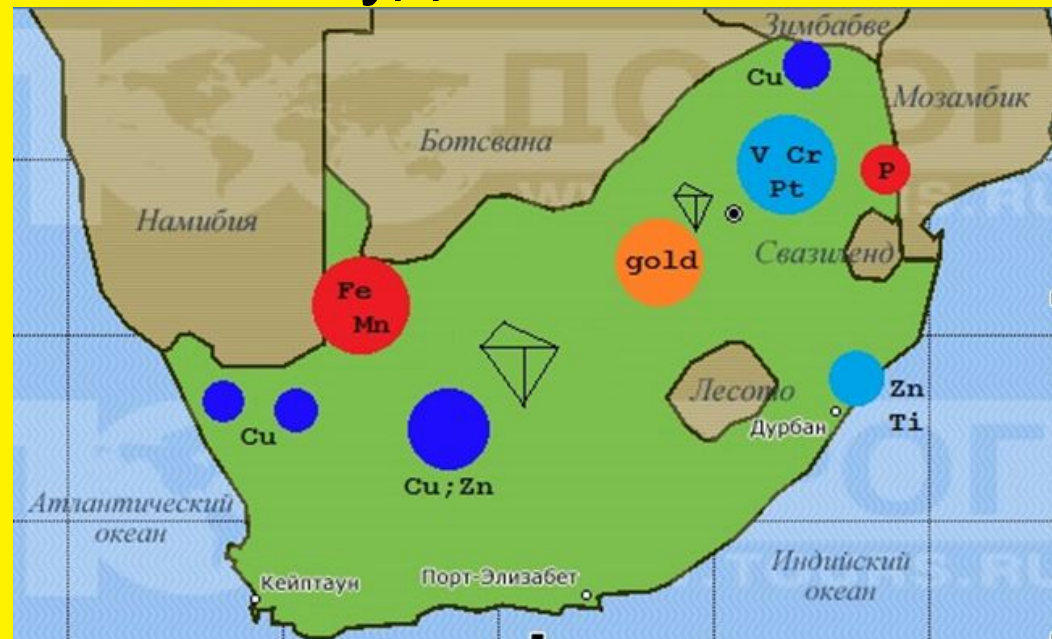 Зимбабве
Cu
Мозамбик
Ботсвана
V Cr
Pt
P
Намибия
Свазиленд
gold
Fe
Mn
Лесото
Zn
Ti
Дурбан
Cu
Cu;Zn
Атлантический
океан
Индийский
океан
Кейптаун
Порт-Элизабет